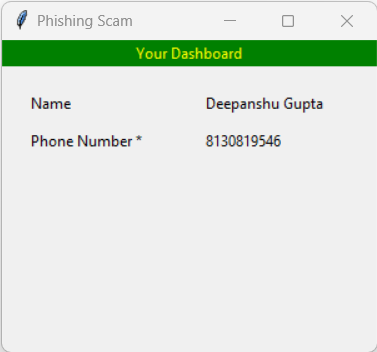 Phishing Scam
Your Dashboard
Name Deepanshu Gupta
Phone Number * 8130819546